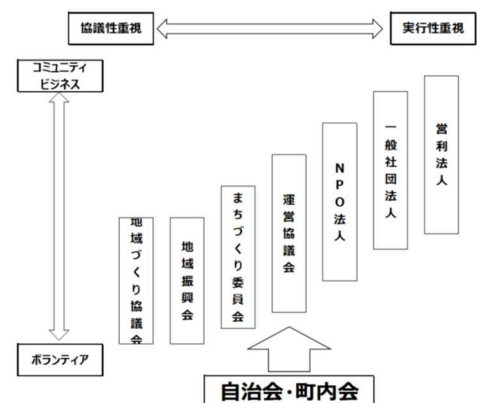 協議性重視
実行性重視
コミュニティ
ビジネス
地域づくり協議会
地域振興会
まちづくり委員会
運営協議会
NPO法人
一般社団法人
営利法人
ボランティア
自治会・町内会